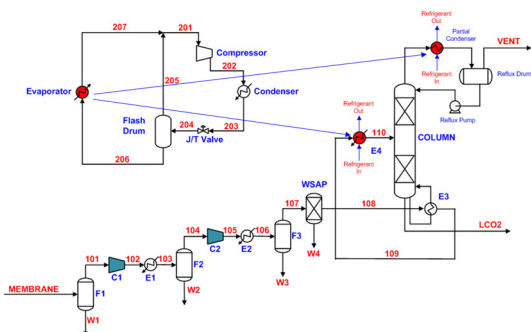 Refrigerant
Out
Partial
Condenser
VENT
Refrigerant
In
Reflux Drum
Reflux Pump
207
201
Compressor
202
205
Evaporator
Condenser
Flash
Drum
204
203
J/T Valve
206
Refrigerant
Out
110
E4
Refrigerant
In
COLUMN
WSAP
E3
107
108
LCO2
109
W4
104
105
106
F3
C2
E2
W3
101
102
103
F2
C1
E1
W2
MEMBRANE
F1
W1